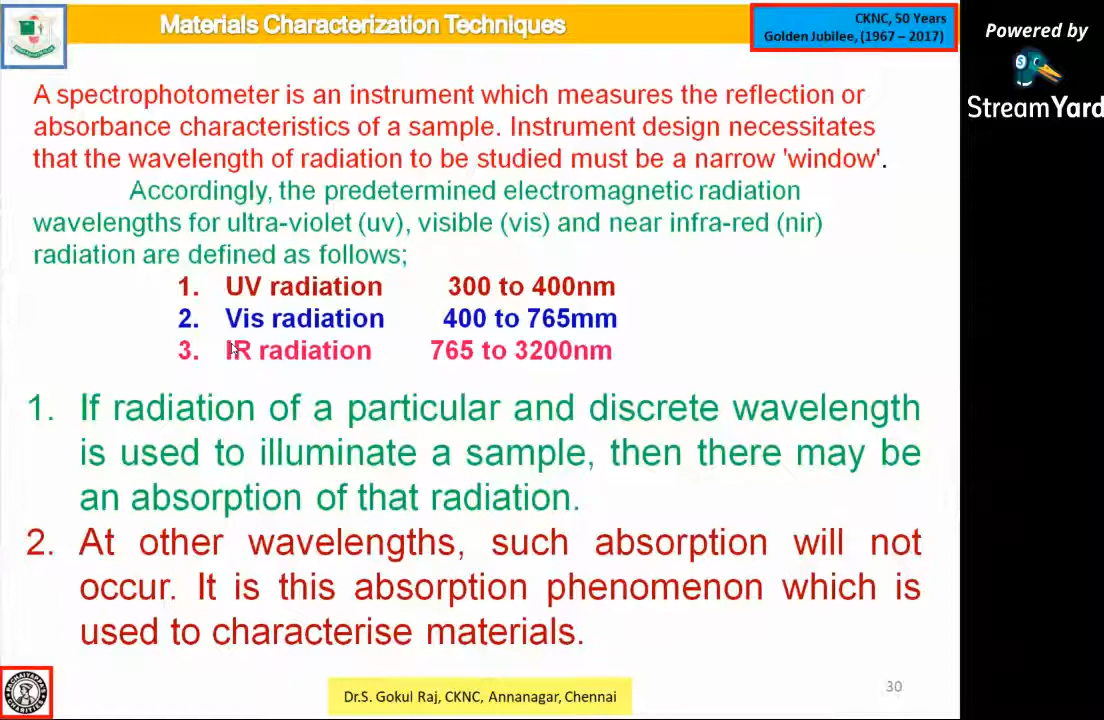 Materials Characterization Techniques
CKNC, 50 Years
Golden Jubilee, (1967 – 2017)
Powered by
StreamYard
A spectrophotometer is an instrument which measures the reflection or
absorbance characteristics of a sample. Instrument design necessitates
that the wavelength of radiation to be studied must be a narrow 'window'.
Accordingly, the predetermined electromagnetic radiation
wavelengths for ultra-violet (uv), visible (vis) and near infra-red (nir)
radiation are defined as follows;
1. UV radiation 300 to 400nm
2. Vis radiation 400 to 765mm
3. IR radiation 765 to 3200nm
1. If radiation of a particular and discrete wavelength
is used to illuminate a sample, then there may be
an absorption of that radiation.
2. At other wavelengths, such absorption will not
occur. It is this absorption phenomenon which is
used to characterise materials.
Dr.S. Gokul Raj, CKNC, Annanagar, Chennai
30